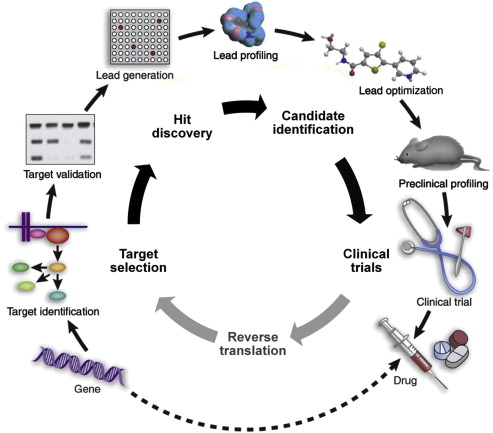 Lead generation
Lead profiling
Lead optimization
Hit
discovery
Candidate
identification
Target validation
Preclinical profiling
Target
selection
Clinical
trials
Target identification
Clinical trial
Reverse
translation
Gene
Drug